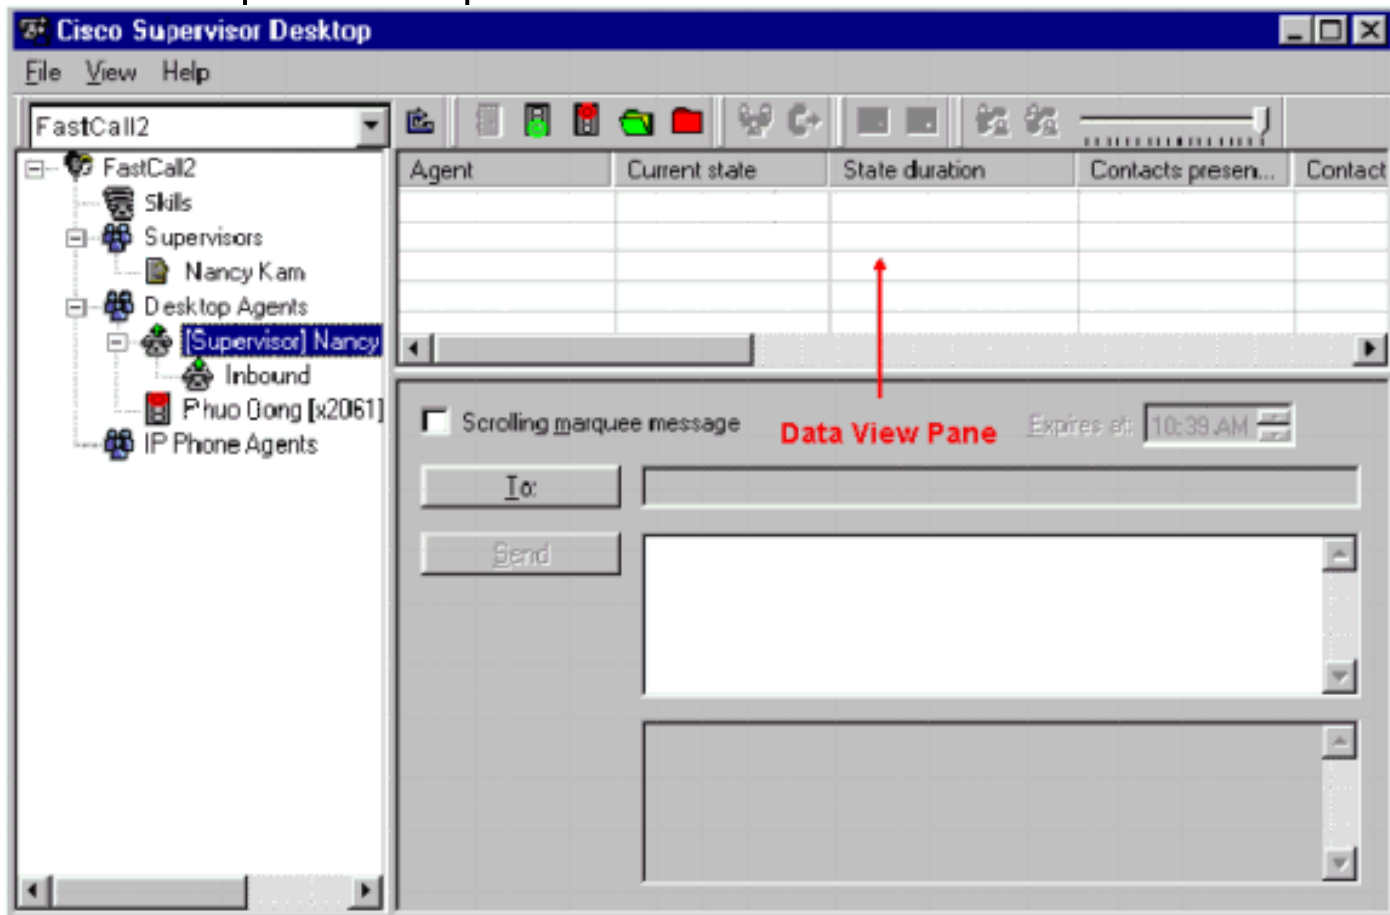 Cisco Supervisor Desktop
File View Help
FastCall2
FastCall2
Skills
Supervisors
Nancy Kam
Desktop Agents
[Supervisor] Nancy
Inbound
Phuo Gong [x2061]
IP Phone Agents
Agent Current state State duration Contacts presen... Contact
Scrolling marquee message
Data View Pane
Expires at: 10:39 AM
To:
Send